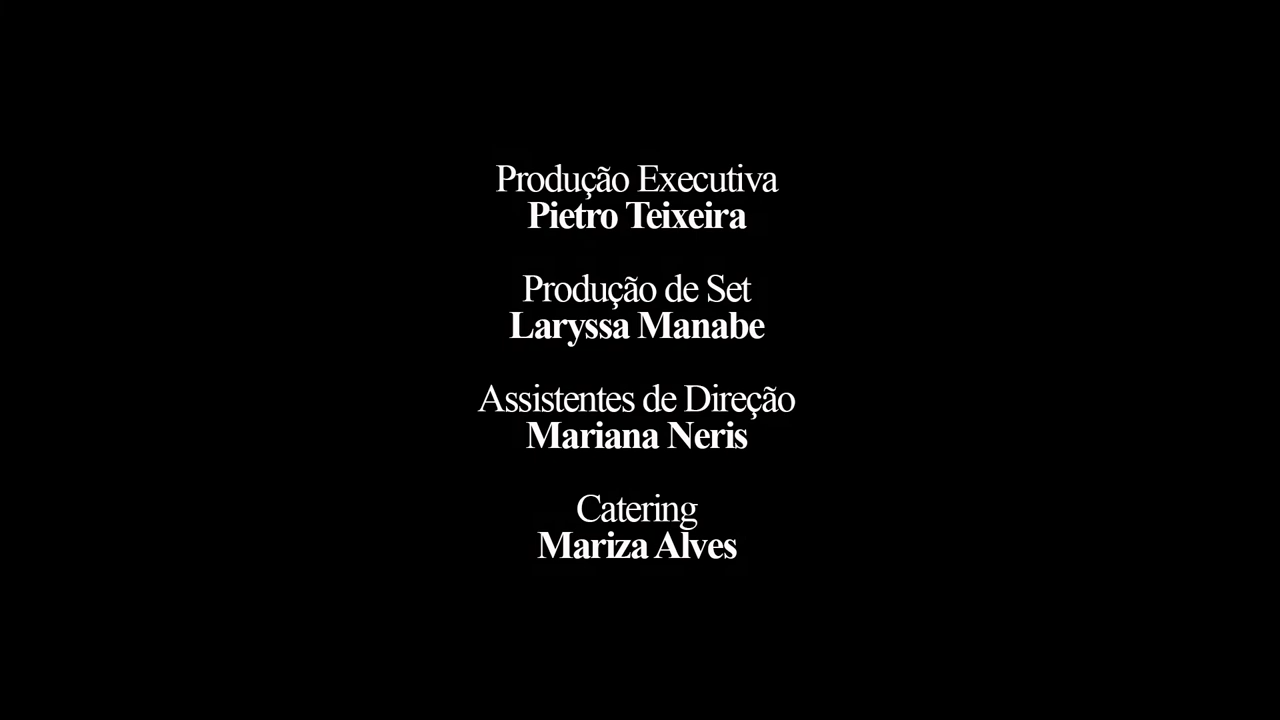 Produção Executiva
Pietro Teixeira
Produção de Set
Laryssa Manabe
Assistentes de Direção
Mariana Neris
Catering
Mariza Alves